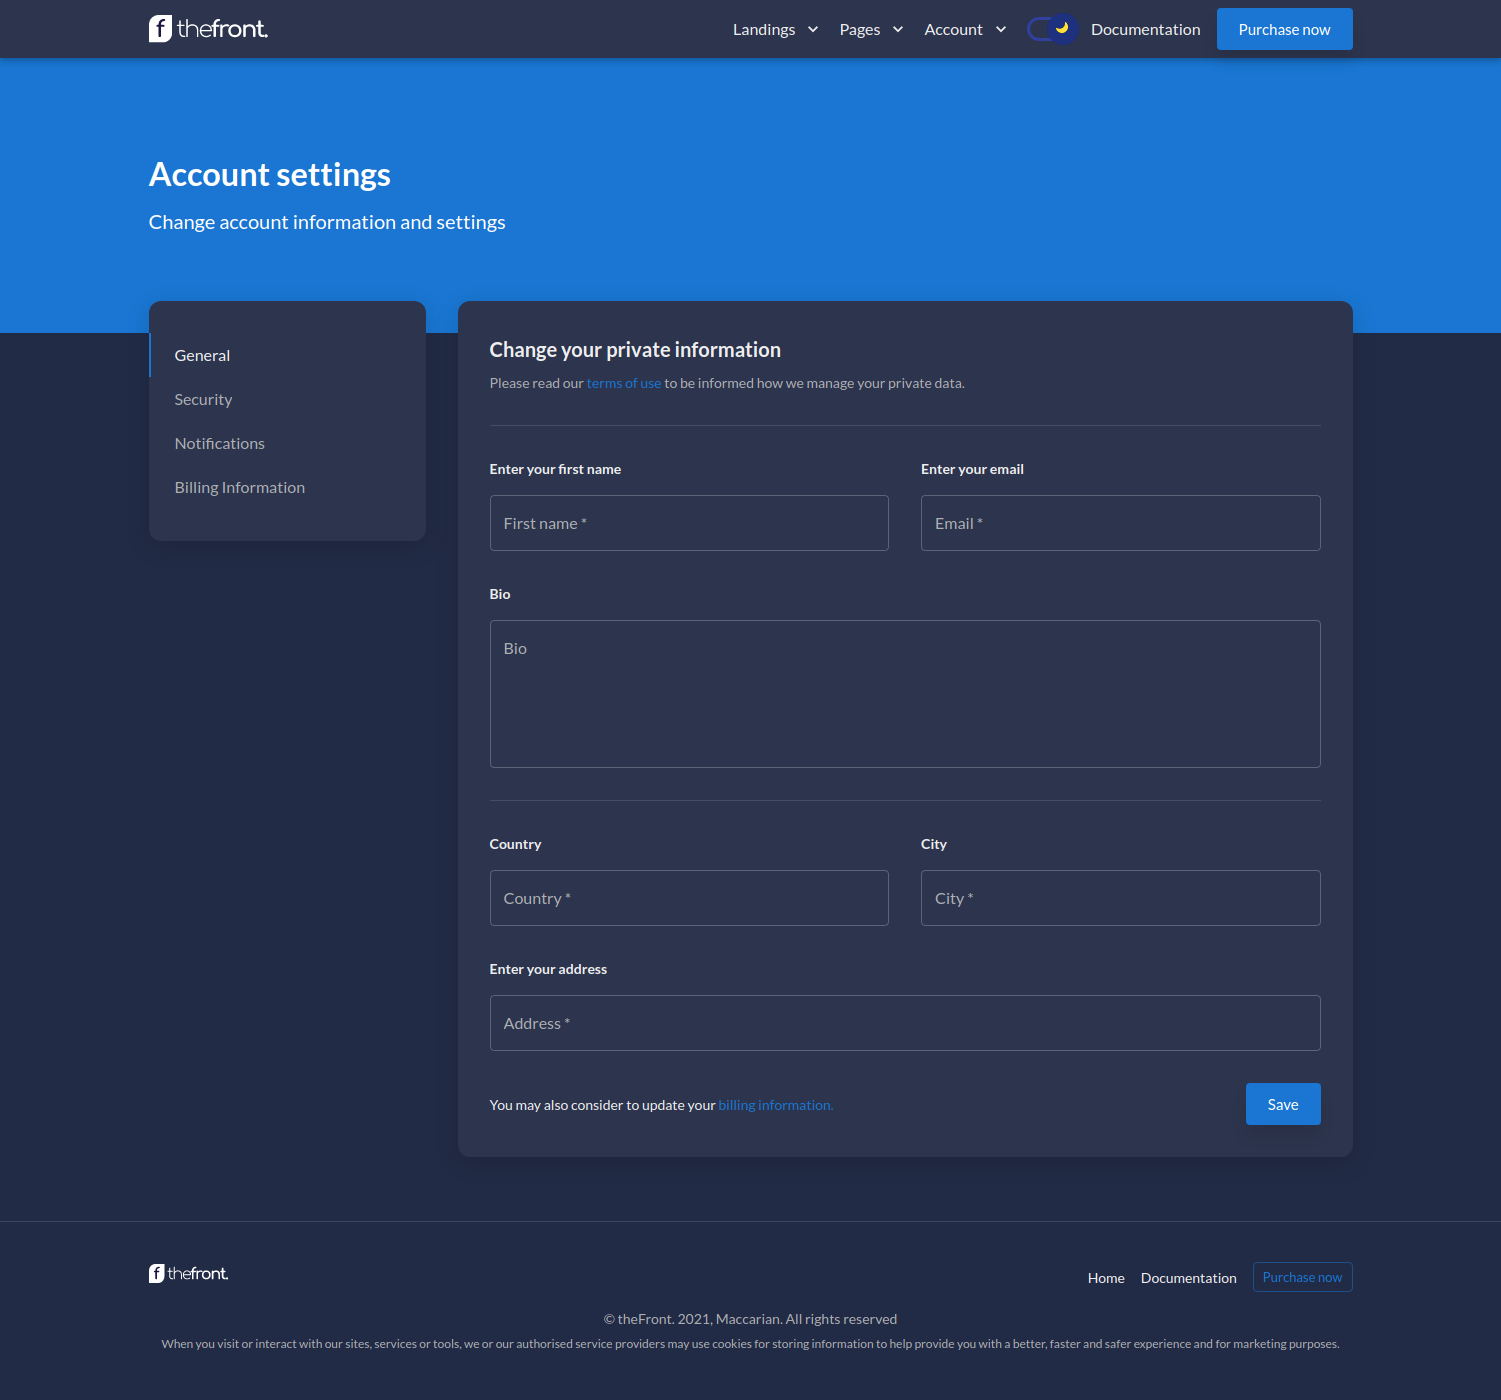 f thefront.
Landings Pages Account Documentation Purchase now
Account settings
Change account information and settings
General
Security
Notifications
Billing Information
Change your private information
Please read our terms of use to be informed how we manage your private data.
Enter your first name Enter your email
First name * Email *
Bio
Bio
Country City
Country * City *
Enter your address
Address *
You may also consider to update your billing information. Save
f thefront.
Home Documentation Purchase now
© theFront. 2021, Maccarian. All rights reserved
When you visit or interact with our sites, services or tools, we or our authorised service providers may use cookies for storing information to help provide you with a better, faster and safer experience and for marketing purposes.